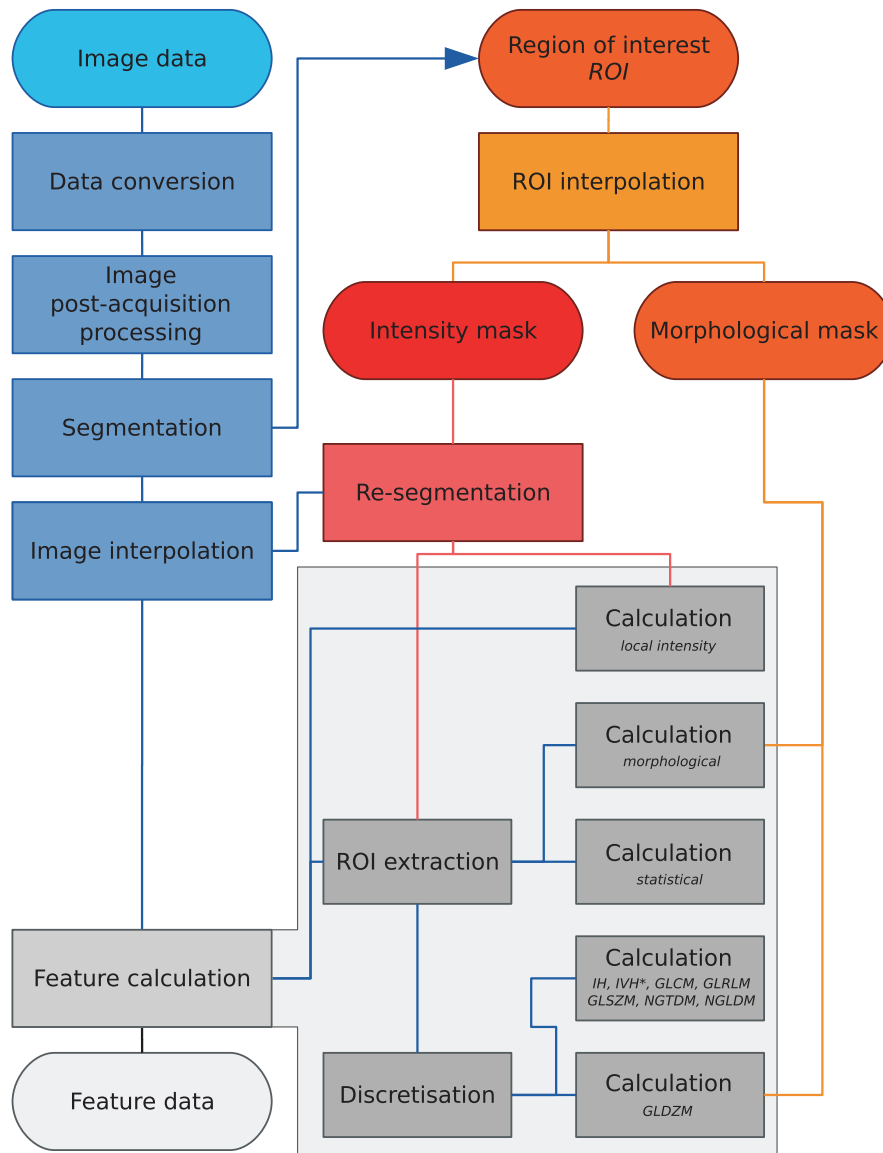 Image data
Region of interest
ROI
Data conversion
ROI interpolation
Image
post-acquisition
processing
Intensity mask
Morphological mask
Segmentation
Re-segmentation
Image interpolation
Calculation
local intensity
Calculation
morphological
ROI extraction
Calculation
statistical
Feature calculation
Calculation
IH, IVH*, GLCM, GLRLM
GLSZM, NGTDM, NGLDM
Feature data
Discretisation
Calculation
GLDZM